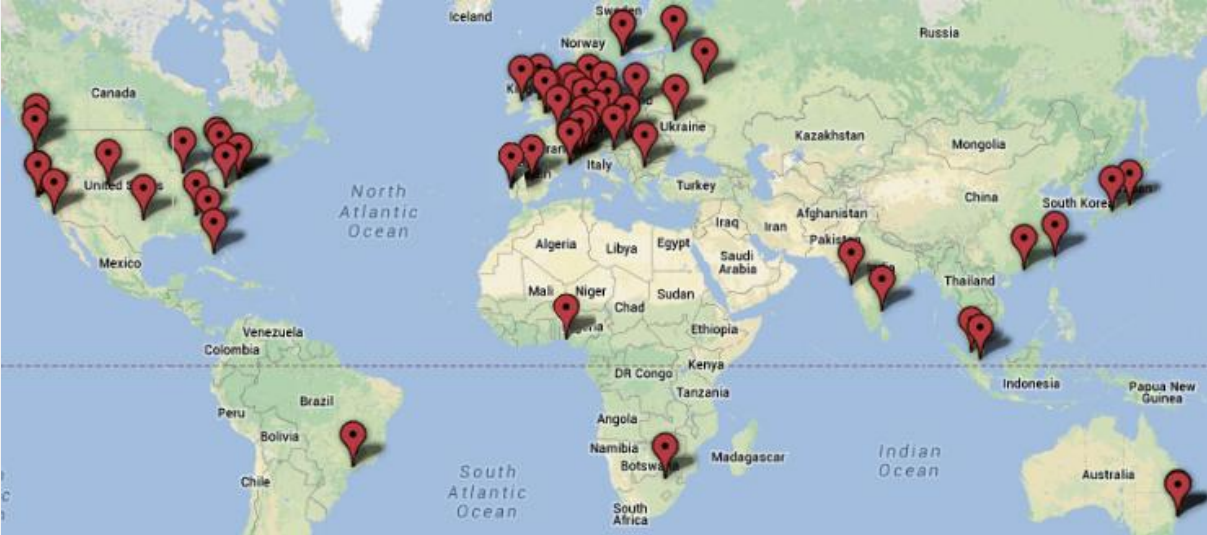 Iceland
Sweden
Norway
Russia
Canada
Ukraine
Kazakhstan
Mongolia
Italy
North
Atlantic
Ocean
Turkey
China
South Korea
Afghanistan
Iraq
Iran
Pakistan
Algeria
Libya
Egypt
Saudi
Arabia
Mexico
Thailand
Mali
Niger
Chad
Sudan
Ethiopia
Venezuela
Colombia
Kenya
DR Congo
Tanzania
Indonesia
Papua New
Guinea
Peru
Brazil
Angola
Bolivia
Namibia
Botswana
Madagascar
Indian
Ocean
Australia
Chile
South
Atlantic
Ocean
South
Africa